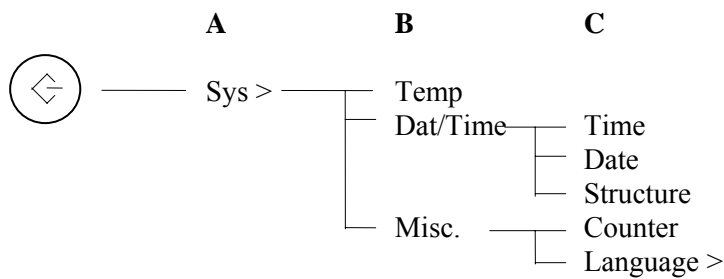 A B C
Sys > Temp
Dat/Time Time
Date
Structure
Misc. Counter
Language >